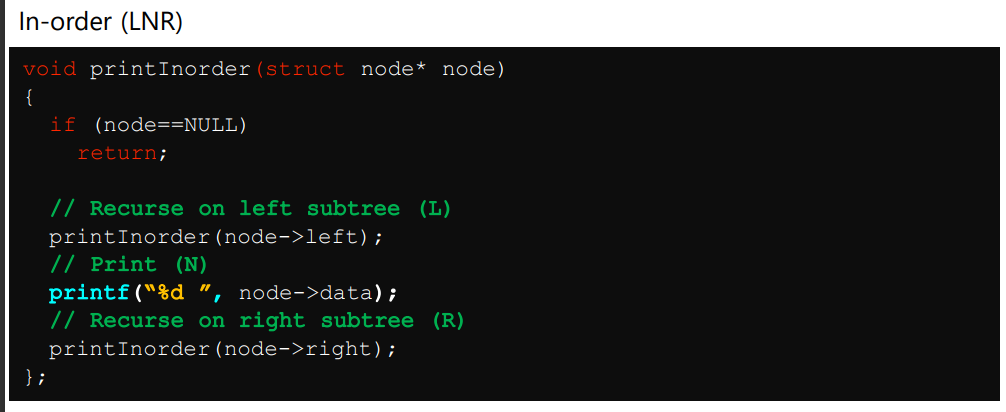 In-order (LNR)
void printInorder(struct node* node)
{
if (node==NULL)
return;
// Recurse on left subtree (L)
printInorder(node->left);
// Print (N)
printf(“%d ”, node->data);
// Recurse on right subtree (R)
printInorder(node->right);
};